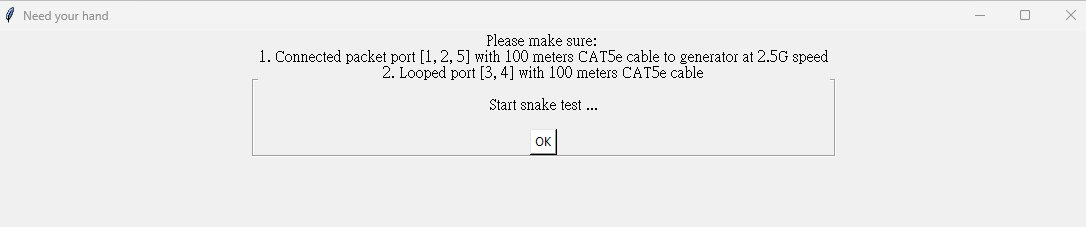 Need your hand
Please make sure:
1. Connected packet port [1, 2, 5] with 100 meters CAT5e cable to generator at 2.5G speed
2. Looped port [3, 4] with 100 meters CAT5e cable
Start snake test ...
OK